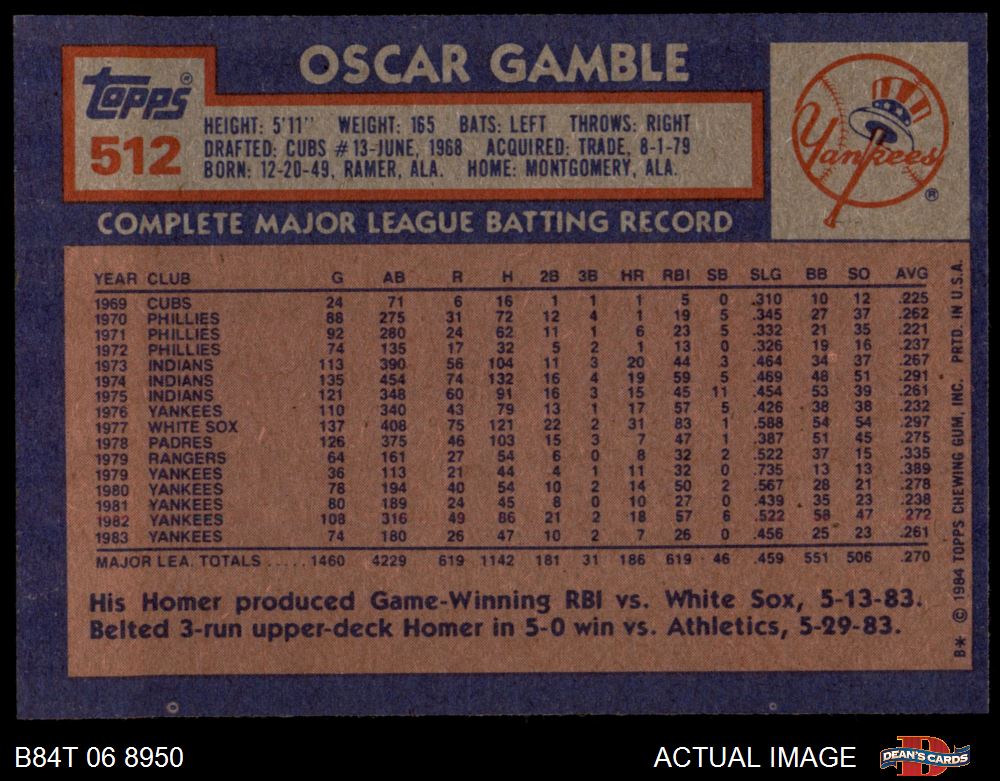 OSCAR GAMBLE
Topps®
512
HEIGHT: 5'11" WEIGHT: 165 BATS: LEFT THROWS: RIGHT
DRAFTED: CUBS #13-JUNE, 1968 ACQUIRED: TRADE, 8-1-79
BORN: 12-20-49, RAMER, ALA. HOME: MONTGOMERY, ALA.
Yankees ®
COMPLETE MAJOR LEAGUE BATTING RECORD
YEAR CLUB G AB R H 2B 3B HR RBI SB SLG BB SO AVG
1969 CUBS 24 71 6 16 1 1 1 5 0 .310 10 12 .225
1970 PHILLIES 88 275 31 72 12 4 1 19 5 .345 27 37 .262
1971 PHILLIES 92 280 24 62 11 1 6 23 5 .332 21 35 .221
1972 PHILLIES 74 135 17 32 5 2 1 13 0 .326 19 16 .237
1973 INDIANS 113 390 56 104 11 3 20 44 3 .464 34 37 .267
1974 INDIANS 135 454 74 132 16 4 19 59 5 .469 48 51 .291
1975 INDIANS 121 348 60 91 16 3 15 45 11 .454 53 39 .261
1976 YANKEES 110 340 43 79 13 1 17 57 5 .426 38 38 .232
1977 WHITE SOX 137 408 75 121 22 2 31 83 1 .588 54 54 .297
1978 PADRES 126 375 46 103 15 3 7 47 1 .387 51 45 .275
1979 RANGERS 64 161 27 54 6 0 8 32 2 .522 37 15 .335
1979 YANKEES 36 113 21 44 4 1 11 32 0 .735 13 13 .389
1980 YANKEES 78 194 40 54 10 2 14 50 2 .567 28 21 .278
1981 YANKEES 80 189 24 45 8 0 10 27 0 .439 35 23 .238
1982 YANKEES 108 316 49 86 21 2 18 57 6 .522 58 47 .272
1983 YANKEES 74 180 26 47 10 2 7 26 0 .456 25 23 .261
MAJOR LEA. TOTALS ..... 1460 4229 619 1142 181 31 186 619 46 .459 551 506 .270
His Homer produced Game-Winning RBI vs. White Sox, 5-13-83.
Belted 3-run upper-deck Homer in 5-0 win vs. Athletics, 5-29-83.
B* © 1984 TOPPS CHEWING GUM, INC. PRTD. IN U.S.A.
B84T 06 8950
ACTUAL IMAGE
DEAN'S CARDS